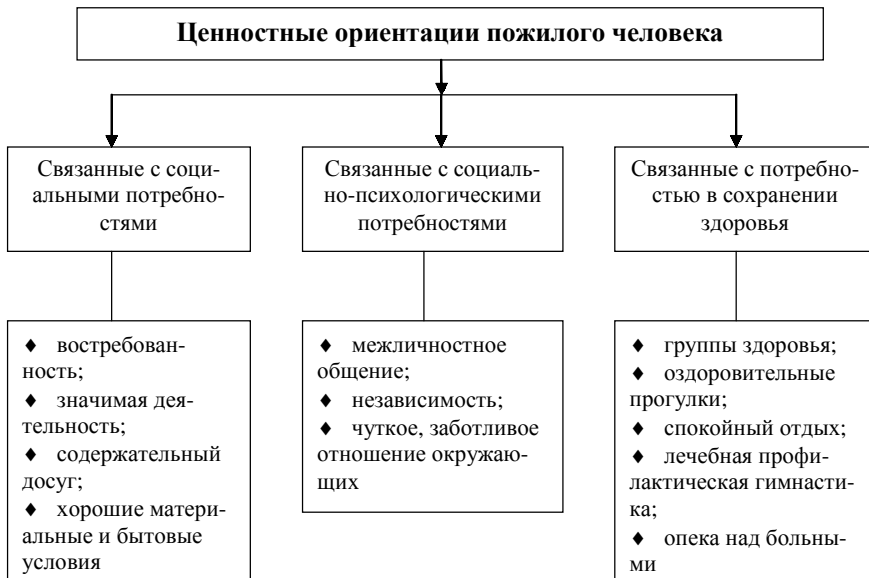 Ценностные ориентации пожилого человека
Связанные с соци-
альными потребно-
стями
Связанные с социаль-
но-психологическими
потребностями
Связанные с потребно-
стью в сохранении
здоровья
♦ востребован-
ность;
♦ значимая дея-
тельность;
♦ содержательный
досуг;
♦ хорошие матери-
альные и бытовые
условия
♦ межличностное
общение;
♦ независимость;
♦ чуткое, заботливое
отношение окружаю-
щих
♦ группы здоровья;
♦ оздоровительные
прогулки;
♦ спокойный отдых;
♦ лечебная профи-
лактическая гимнасти-
ка;
♦ опека над больны-
ми